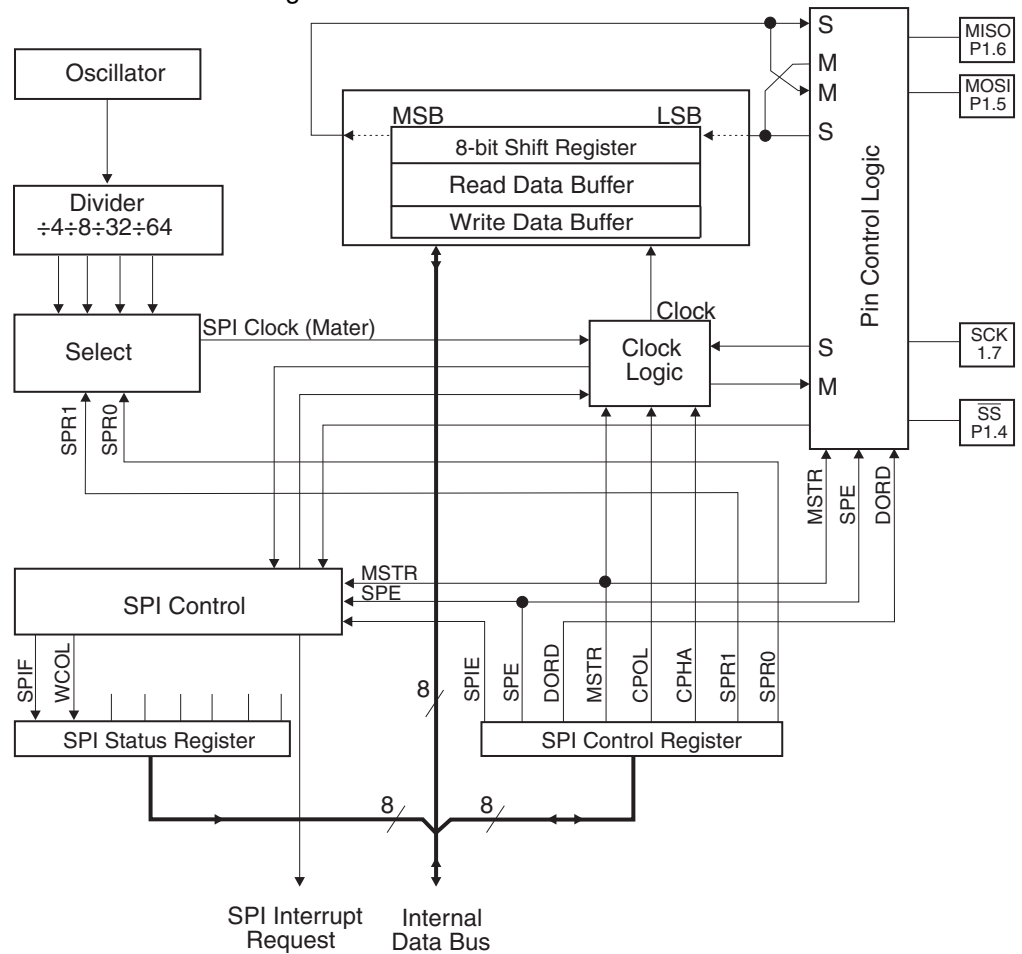 Oscillator
Divider
÷4÷8÷32÷64
Select
SPI Clock (Mater)
SPR1
SPR0
MSB
LSB
8-bit Shift Register
Read Data Buffer
Write Data Buffer
Clock
Clock
Logic
S
M
M
S
S
M
Pin Control Logic
MISO
P1.6
MOSI
P1.5
SCK
1.7
SS
P1.4
MSTR
SPE
DORD
MSTR
SPE
SPI Control
SPIF
WCOL
SPI Status Register
8
SPIE
SPE
DORD
MSTR
CPOL
CPHA
SPR1
SPR0
SPI Control Register
8
8
SPI Interrupt
Request
Internal
Data Bus